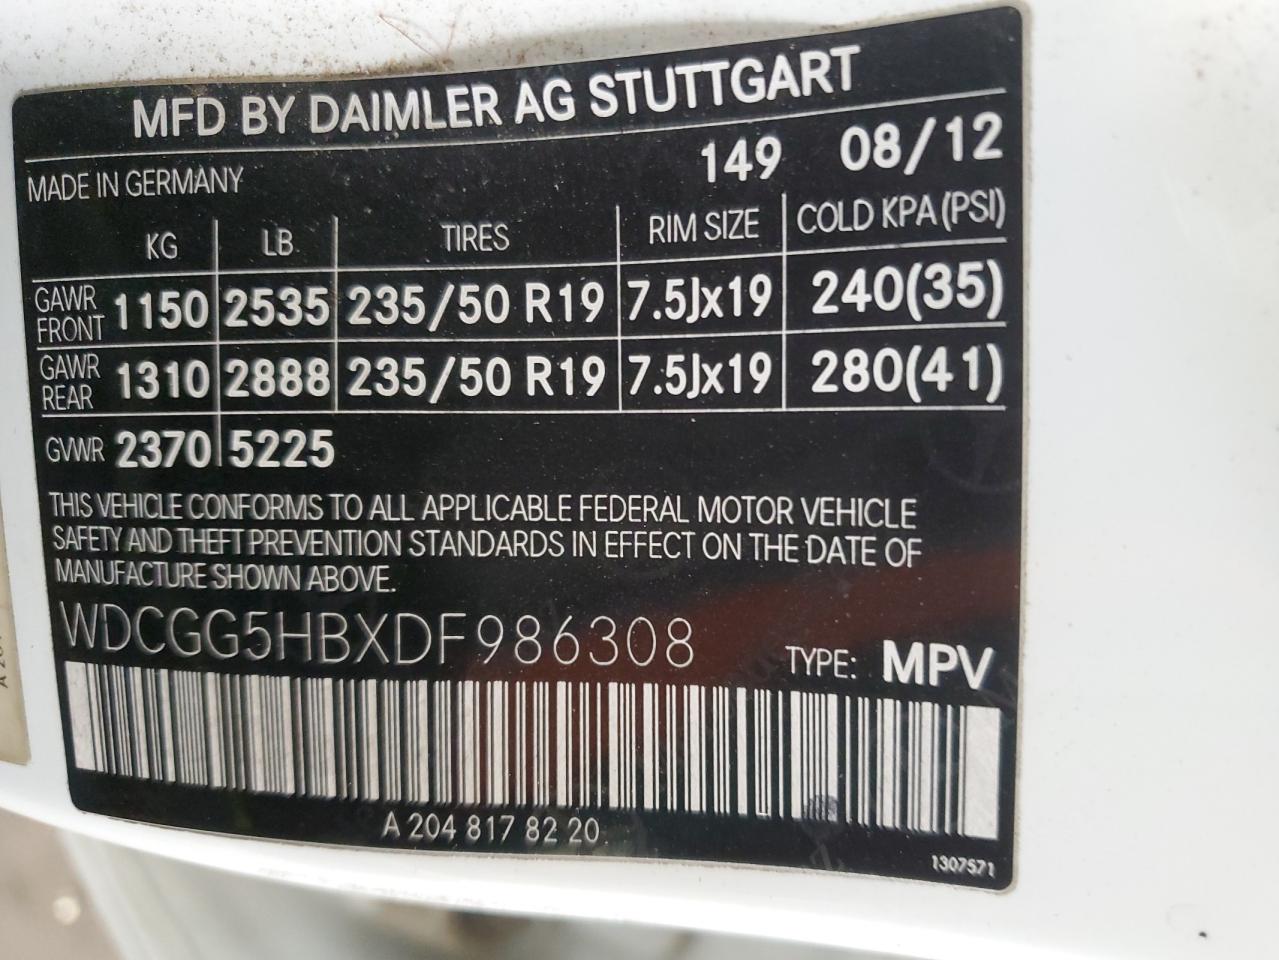 MFD BY DAIMLER AG STUTTGART
MADE IN GERMANY 149 08/12
KG LB TIRES RIM SIZE COLD KPA (PSI)
GAWR FRONT 1150 2535 235/50 R19 7.5Jx19 240(35)
GAWR REAR 1310 2888 235/50 R19 7.5Jx19 280(41)
GVWR 2370 5225
THIS VEHICLE CONFORMS TO ALL APPLICABLE FEDERAL MOTOR VEHICLE
SAFETY AND THEFT PREVENTION STANDARDS IN EFFECT ON THE DATE OF
MANUFACTURE SHOWN ABOVE.
WDCGG5HBXDF986308 TYPE: MPV
A 204 817 82 20
1307571